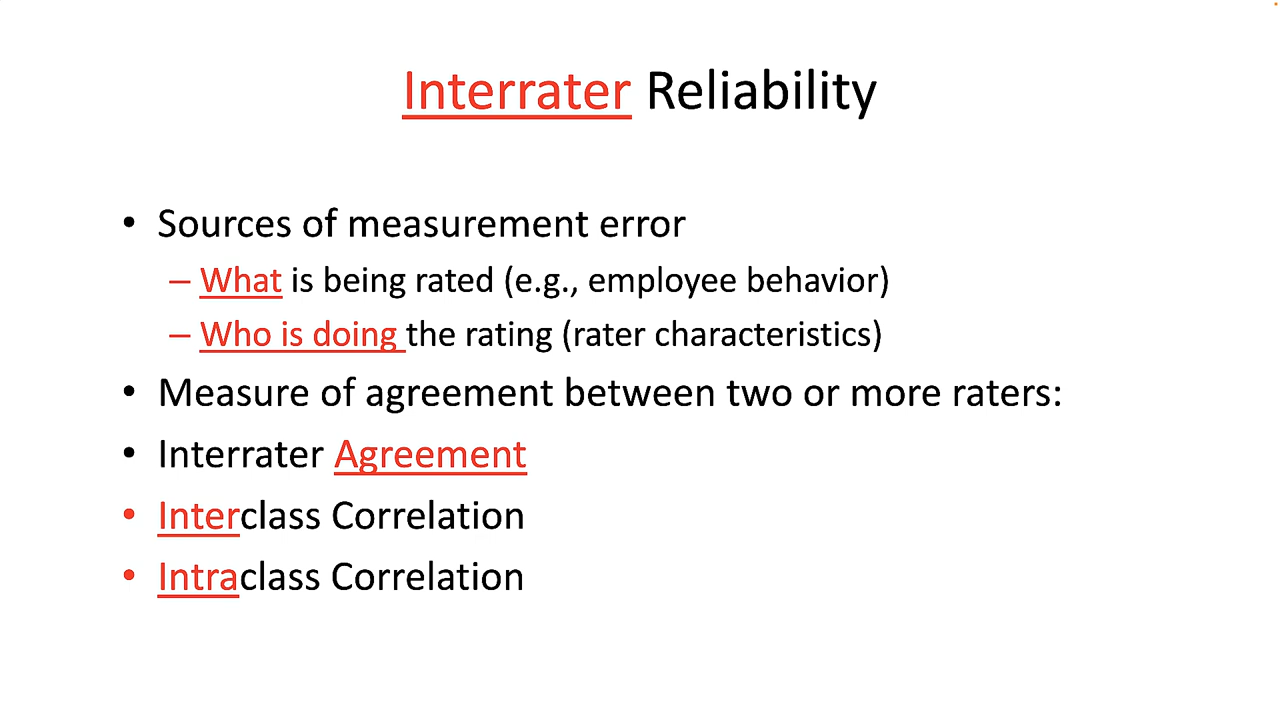 Interrater Reliability
• Sources of measurement error
– What is being rated (e.g., employee behavior)
– Who is doing the rating (rater characteristics)
• Measure of agreement between two or more raters:
• Interrater Agreement
• Interclass Correlation
• Intraclass Correlation